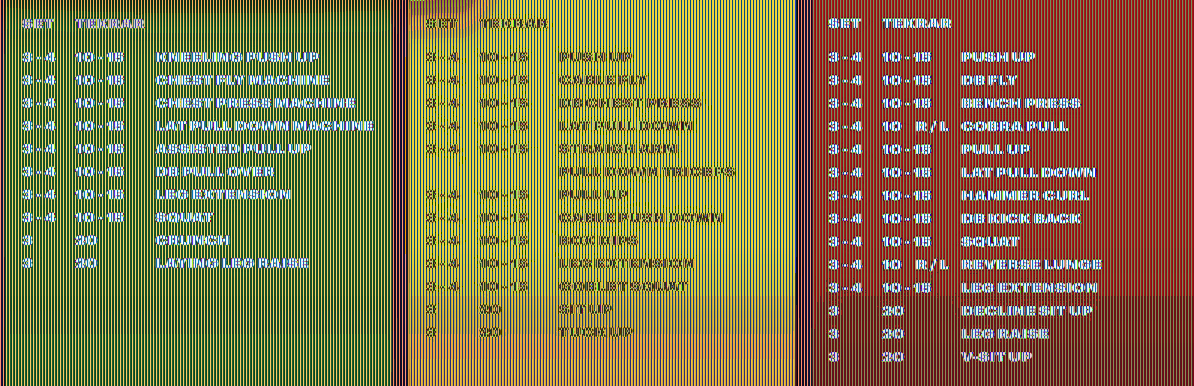 SET TEKRAR
3 - 4 10 - 15 KNEELING PUSH UP
3 - 4 10 - 15 CHEST FLY MACHINE
3 - 4 10 - 15 CHEST PRESS MACHINE
3 - 4 10 - 15 LAT PULL DOWN MACHINE
3 - 4 10 - 15 ASSISTED PULL UP
3 - 4 10 - 15 DB PULL OVER
3 - 4 10 - 15 LEG EXTENSION
3 - 4 10 - 15 SQUAT
3 20 CRUNCH
3 20 LAYING LEG RAISE
SET TEKRAR
3 - 4 10 - 15 PUSH UP
3 - 4 10 - 15 CABLE FLY
3 - 4 10 - 15 DB CHEST PRESS
3 - 4 10 - 15 LAT PULL DOWN
3 - 4 10 - 15 STRAIGHT ARM
PULL DOWN TRICEPS
3 - 4 10 - 15 PULL UP
3 - 4 10 - 15 CABLE PUSH DOWN
3 - 4 10 - 15 BOX DIPS
3 - 4 10 - 15 LEG EXTENSION
3 - 4 10 - 15 GOBLET SQUAT
3 20 SIT UP
3 20 TUCK UP
SET TEKRAR
3 - 4 10 - 15 PUSH UP
3 - 4 10 - 15 DB FLY
3 - 4 10 - 15 BENCH PRESS
3 - 4 10 R / L COBRA PULL
3 - 4 10 - 15 PULL UP
3 - 4 10 - 15 LAT PULL DOWN
3 - 4 10 - 15 HAMMER CURL
3 - 4 10 - 15 DB KICK BACK
3 - 4 10 - 15 SQUAT
3 - 4 10 R / L REVERSE LUNGE
3 - 4 10 - 15 LEG EXTENSION
3 20 DECLINE SIT UP
3 20 LEG RAISE
3 20 V-SIT UP